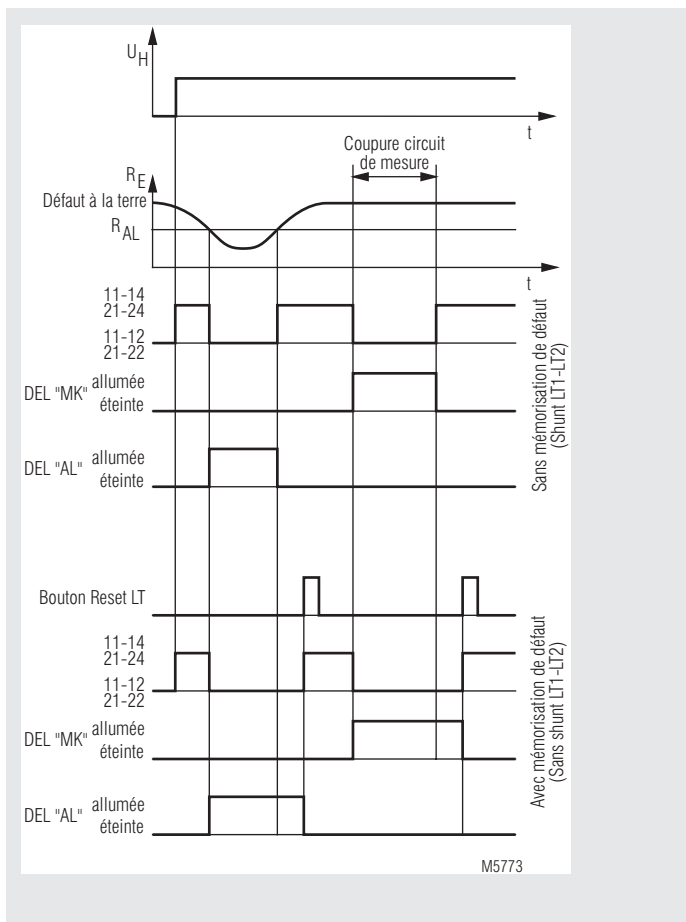 U H
t
Coupure circuit
de mesure
R E
Défaut à la terre
R AL
t
11-14
21-24
11-12
21-22
DEL "MK" allumée
éteinte
DEL "AL" allumée
éteinte
Sans mémorisation de défaut
(Shunt LT1-LT2)
Bouton Reset LT
11-14
21-24
11-12
21-22
DEL "MK" allumée
éteinte
DEL "AL" allumée
éteinte
Avec mémorisation de défaut
(Sans shunt LT1-LT2)
M5773